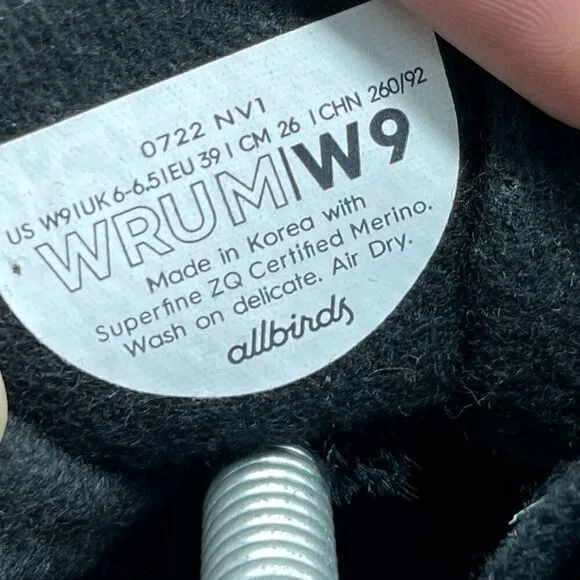 0722 NV1
US W9 | UK 6-6.5 | EU 39 | CM 26 | CHN 260/92
WRUM|W9
Made in Korea with
Superfine ZQ Certified Merino.
Wash on delicate. Air Dry.
allbirds